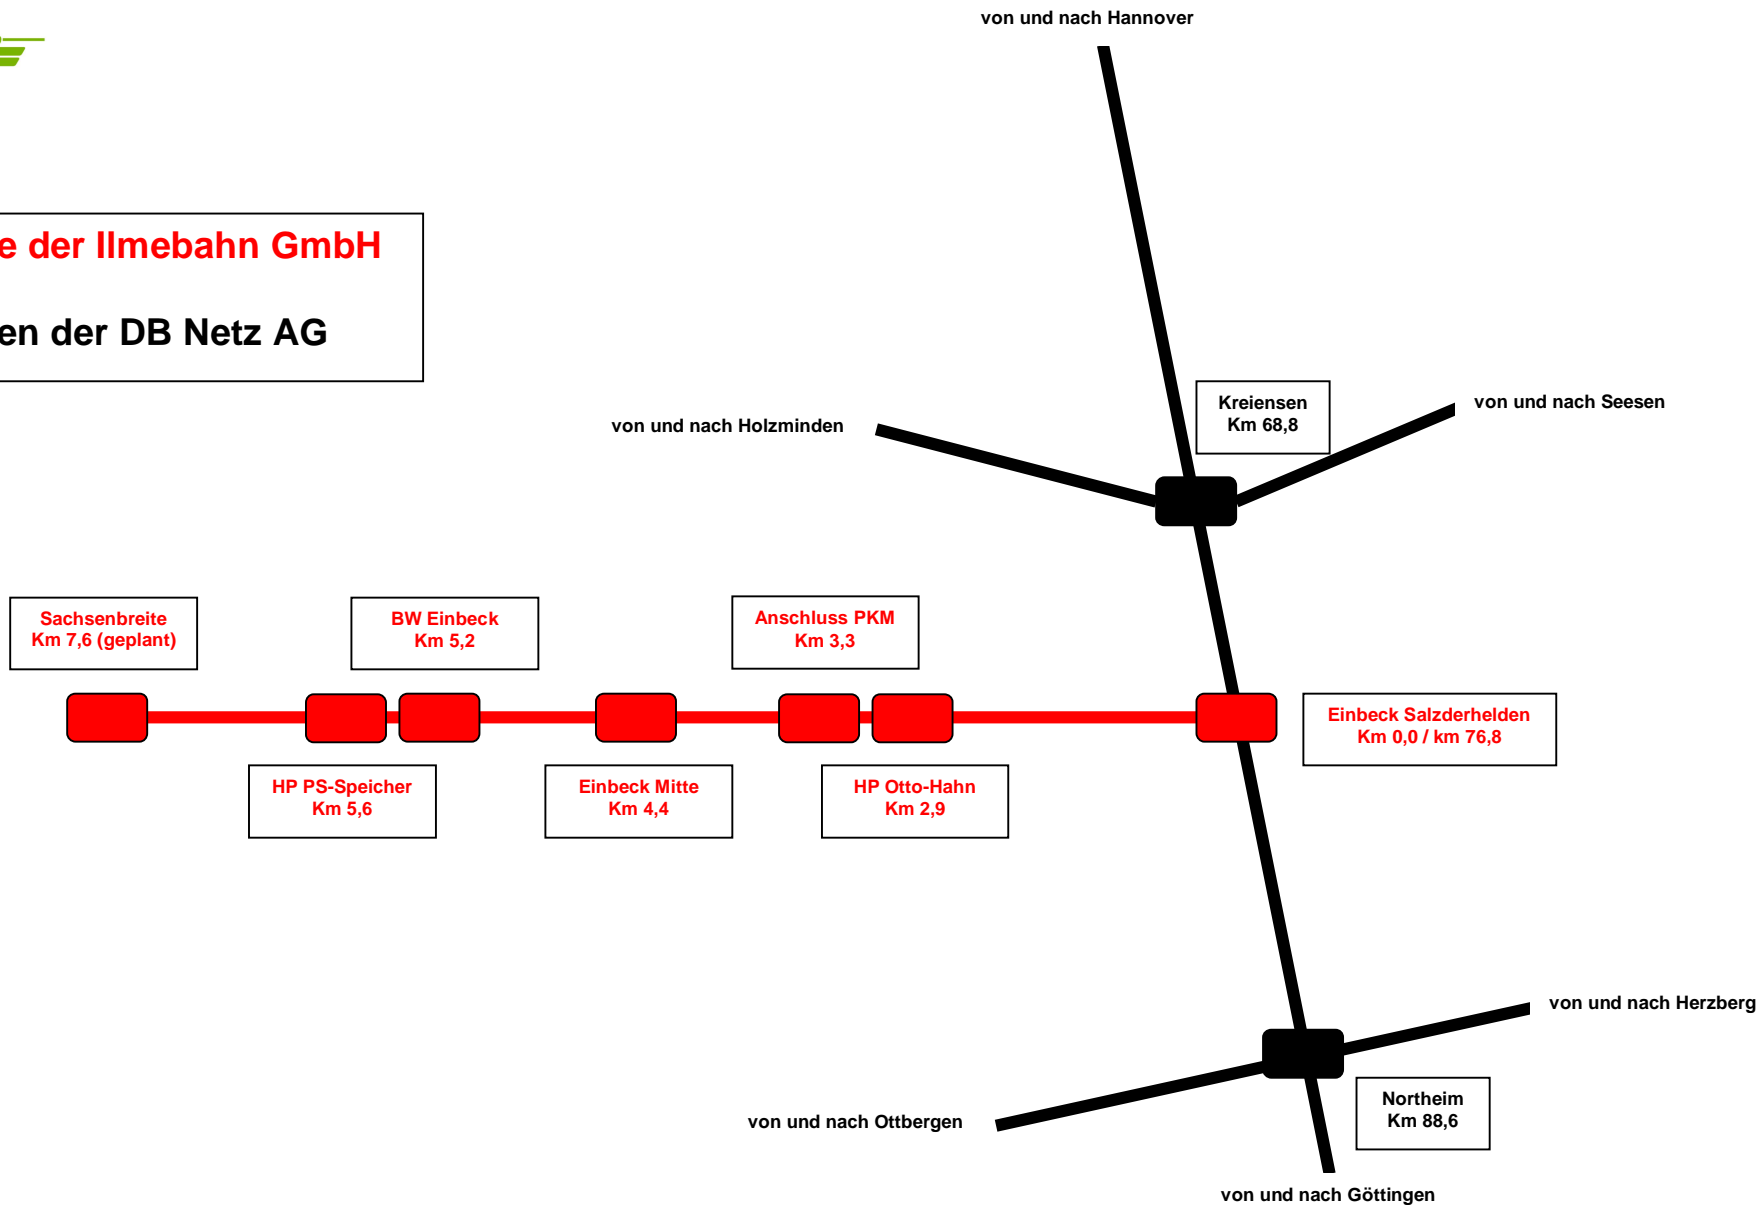 von und nach Hannover
e der Ilmebahn GmbH
en der DB Netz AG
Kreiensen
Km 68,8
von und nach Seesen
von und nach Holzminden
Sachsenbreite
Km 7,6 (geplant)
BW Einbeck
Km 5,2
Anschluss PKM
Km 3,3
Einbeck Salzderhelden
Km 0,0 / km 76,8
HP PS-Speicher
Km 5,6
Einbeck Mitte
Km 4,4
HP Otto-Hahn
Km 2,9
von und nach Herzberg
Northeim
Km 88,6
von und nach Ottbergen
von und nach Göttingen